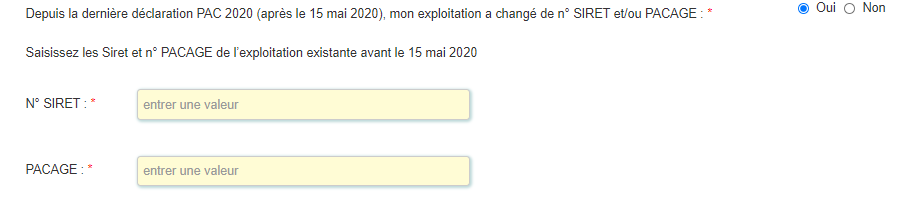 Depuis la dernière déclaration PAC 2020 (après le 15 mai 2020), mon exploitation a changé de n° SIRET et/ou PACAGE : * Oui Non
Saisissez les Siret et n° PACAGE de l'exploitation existante avant le 15 mai 2020
N° SIRET : * entrer une valeur
PACAGE : * entrer une valeur